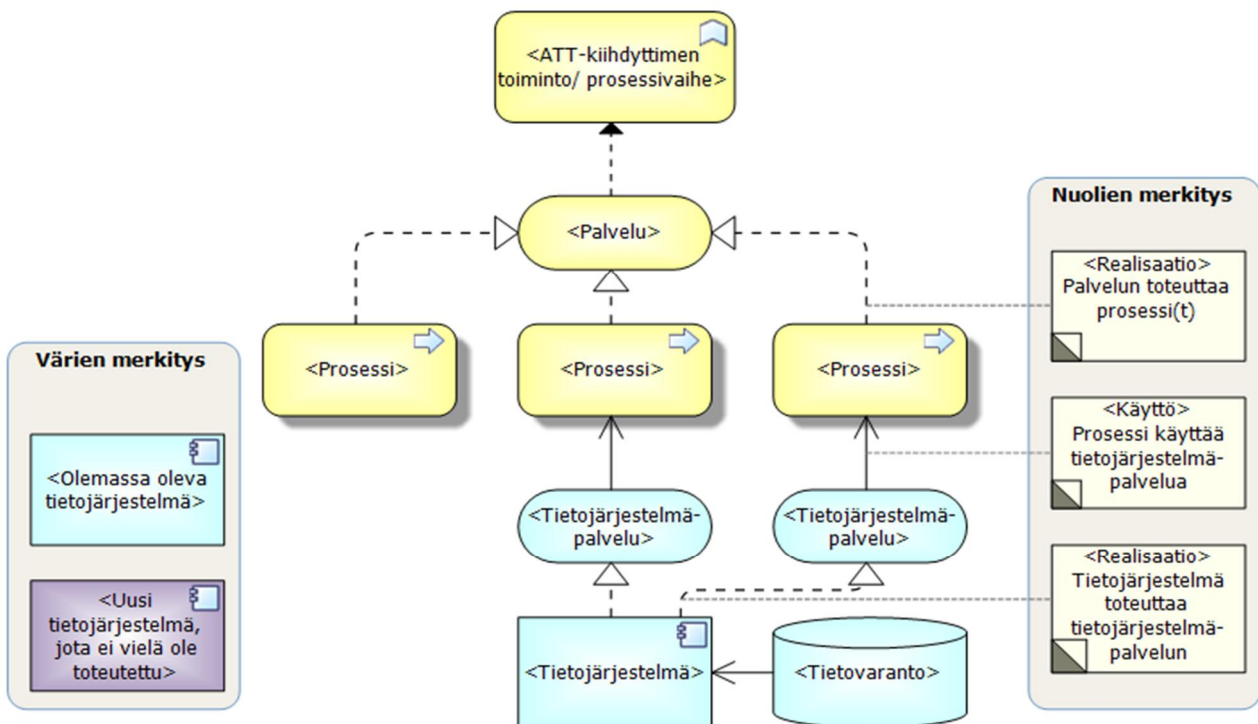 <ATT-kiihdyttimen
toiminto/ prosessivaihe>
<Palvelu>
<Prosessi>
<Prosessi>
<Prosessi>
<Tietojärjestelmä-
palvelu>
<Tietojärjestelmä-
palvelu>
<Tietojärjestelmä>
<Tietovaranto>
Värien merkitys
<Olemassa oleva
tietojärjestelmä>
<Uusi
tietojärjestelmä,
jota ei vielä ole
toteutettu>
Nuolien merkitys
<Realisaatio>
Palvelun toteuttaa
prosessi(t)
<Käyttö>
Prosessi käyttää
tietojärjestelmä-
palvelua
<Realisaatio>
Tietojärjestelmä
toteuttaa
tietojärjestelmä-
palvelun